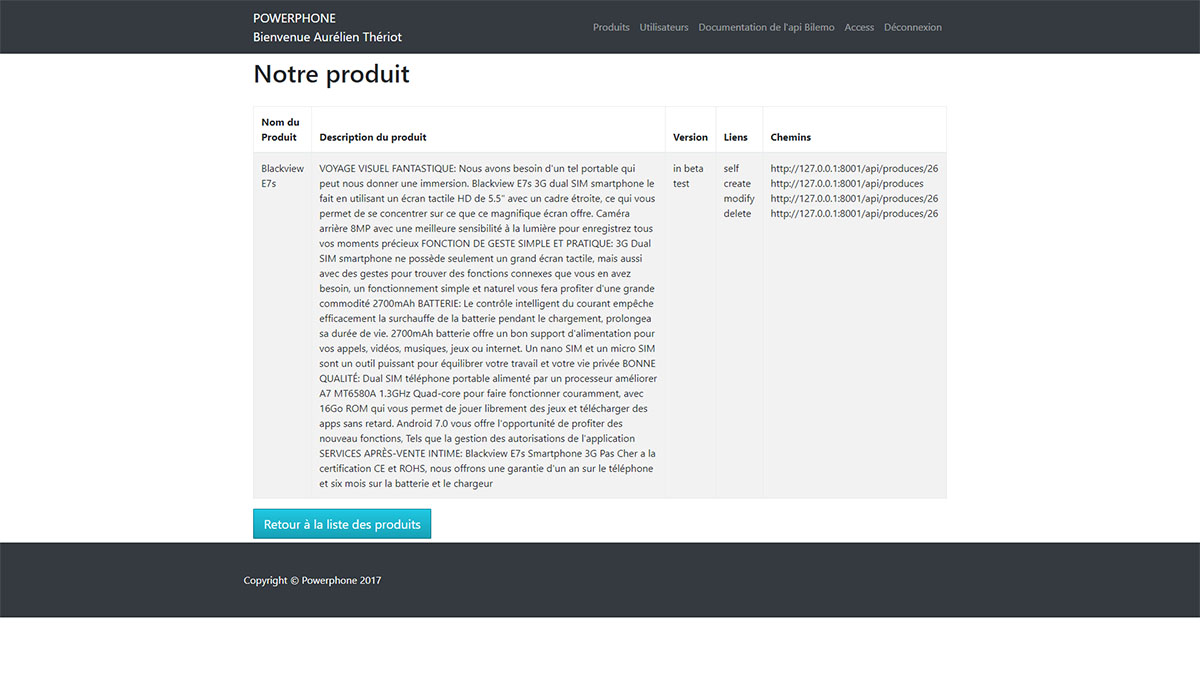 POWERPHONE
Bienvenue Aurélien Thériot
Produits Utilisateurs Documentation de l'api Bilemo Access Déconnexion
Notre produit
Nom du
Produit
Description du produit
Version
Liens
Chemins
Blackview
E7s
VOYAGE VISUEL FANTASTIQUE: Nous avons besoin d'un tel portable qui
peut nous donner une immersion. Blackview E7s 3G dual SIM smartphone le
fait en utilisant un écran tactile HD de 5.5" avec un cadre étroite, ce qui vous
permet de se concentrer sur ce que ce magnifique écran offre. Caméra
arrière 8MP avec une meilleure sensibilité à la lumière pour enregistrez tous
vos moments précieux FONCTION DE GESTE SIMPLE ET PRATIQUE: 3G Dual
SIM smartphone ne possède seulement un grand écran tactile, mais aussi
avec des gestes pour trouver des fonctions connexes que vous en avez
besoin, un fonctionnement simple et naturel vous fera profiter d'une grande
commodité 2700mAh BATTERIE: Le contrôle intelligent du courant empêche
efficacement la surchauffe de la batterie pendant le chargement, prolongea
sa durée de vie. 2700mAh batterie offre un bon support d'alimentation pour
vos appels, vidéos, musiques, jeux ou internet. Un nano SIM et un micro SIM
sont un outil puissant pour équilibrer votre travail et votre vie privée BONNE
QUALITÉ: Dual SIM téléphone portable alimenté par un processeur améliorer
A7 MT6580A 1.3GHz Quad-core pour faire fonctionner couramment, avec
16Go ROM qui vous permet de jouer librement des jeux et télécharger des
apps sans retard. Android 7.0 vous offre l'opportunité de profiter des
nouveau fonctions, Tels que la gestion des autorisations de l'application
SERVICES APRÈS-VENTE INTIME: Blackview E7s Smartphone 3G Pas Cher a la
certification CE et ROHS, nous offrons une garantie d'un an sur le téléphone
et six mois sur la batterie et le chargeur
in beta
test
self
create
modify
delete
http://127.0.0.1:8001/api/produces/26
http://127.0.0.1:8001/api/produces
http://127.0.0.1:8001/api/produces/26
http://127.0.0.1:8001/api/produces/26
Retour à la liste des produits
Copyright © Powerphone 2017